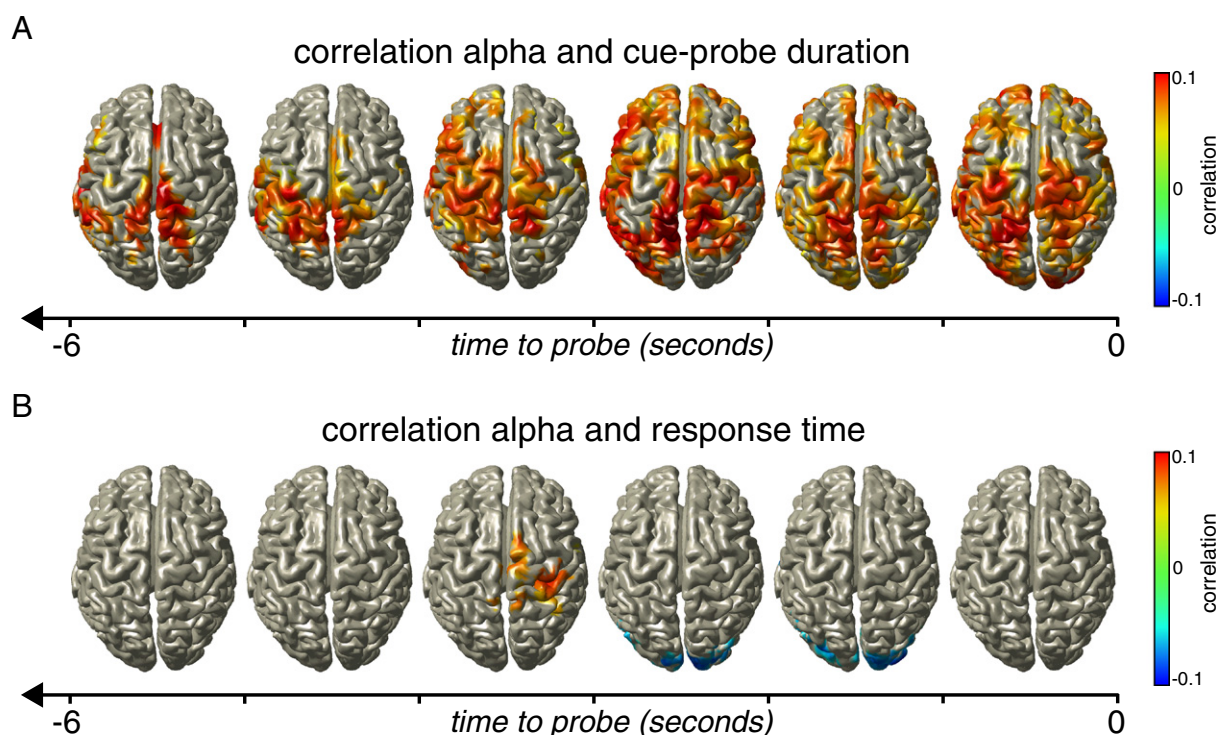 A
correlation alpha and cue-probe duration
0.1
0
-0.1
correlation
-6
time to probe (seconds)
0
B
correlation alpha and response time
0.1
0
-0.1
correlation
-6
time to probe (seconds)
0